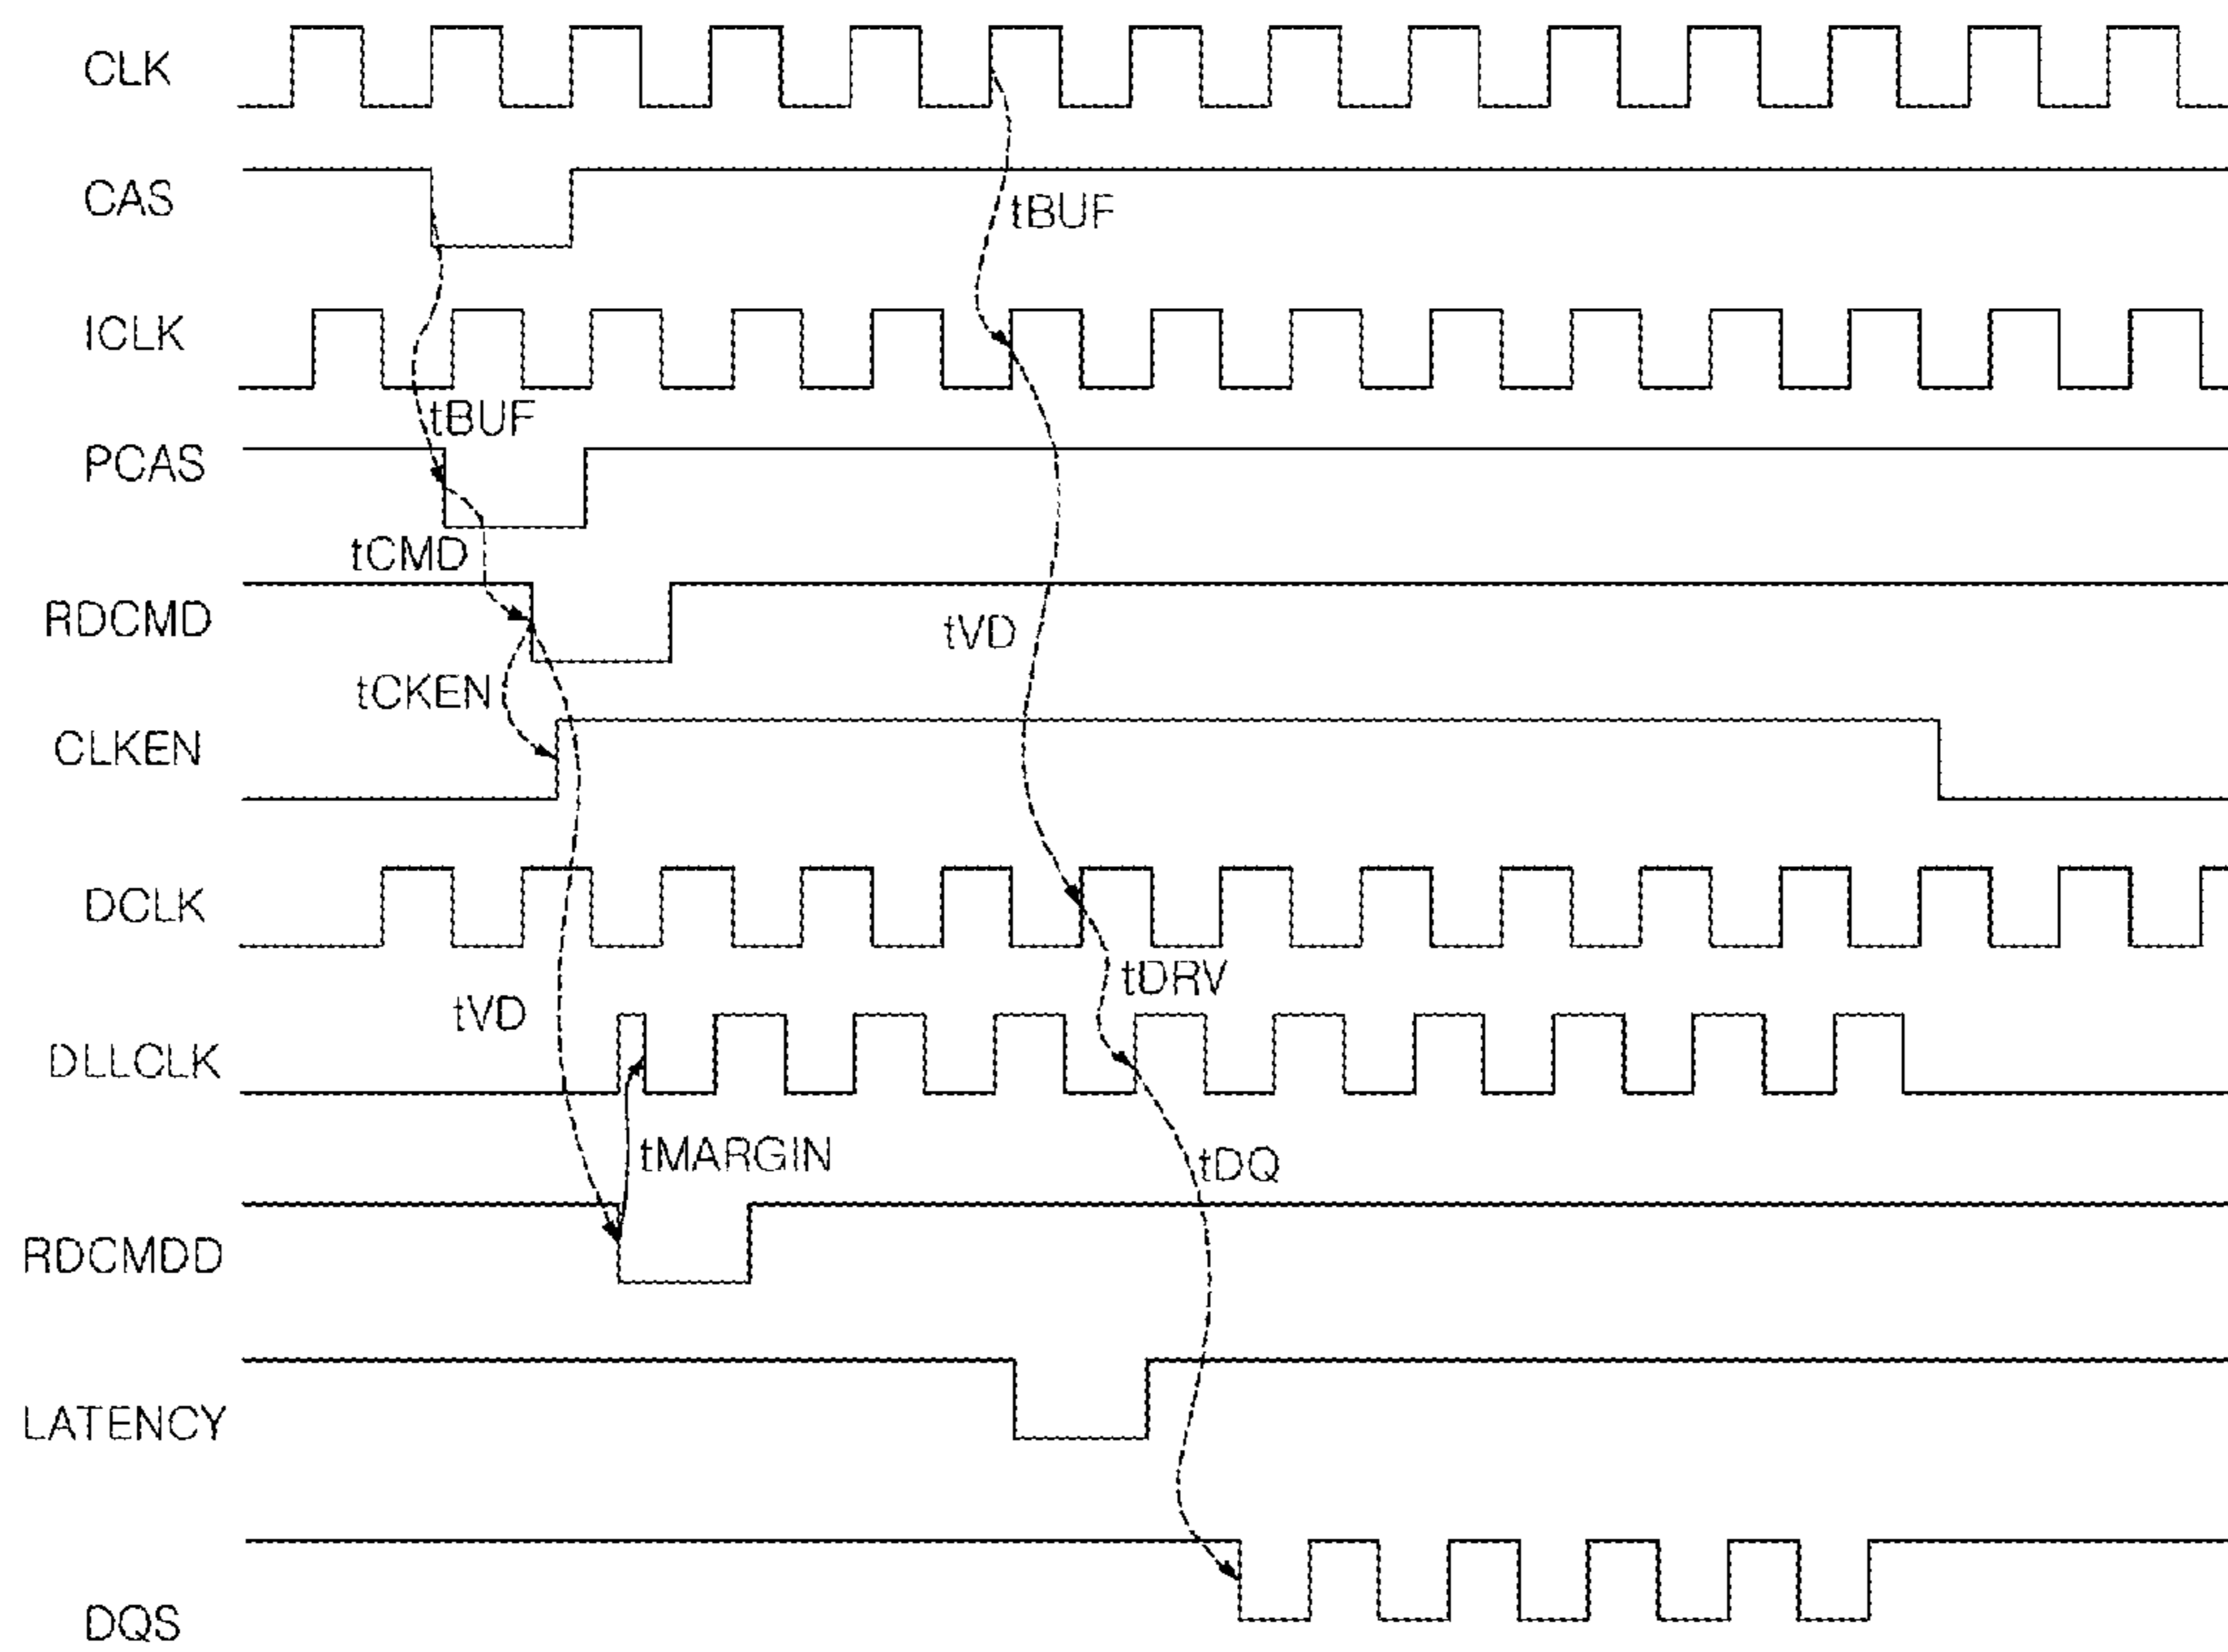 CLK
CAS
tBUF
ICLK
tBUF
PCAS
tCMD
RDCMD
tVD
tCKEN
CLKEN
DCLK
tDRV
tVD
DLLCLK
tMARGIN
tDQ
RDCMDD
LATENCY
DQS